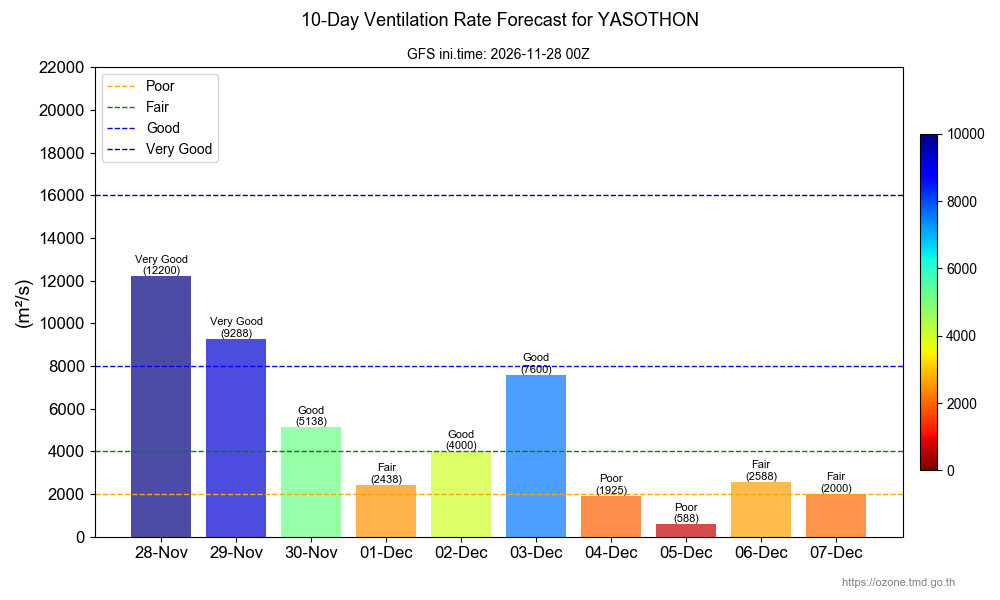 10-Day Ventilation Rate Forecast for YASOTHON
GFS ini.time: 2026-11-28 00Z
22000
20000
18000
16000
14000
12000
10000
8000
6000
4000
2000
0
(m²/s)
Poor
Fair
Good
Very Good
Very Good
(12200)
Very Good
(9288)
Good
(5138)
Fair
(2438)
Good
(4000)
Good
(7600)
Poor
(1925)
Poor
(588)
Fair
(2588)
Fair
(2000)
28-Nov
29-Nov
30-Nov
01-Dec
02-Dec
03-Dec
04-Dec
05-Dec
06-Dec
07-Dec
10000
8000
6000
4000
2000
0
https://ozone.tmd.go.th